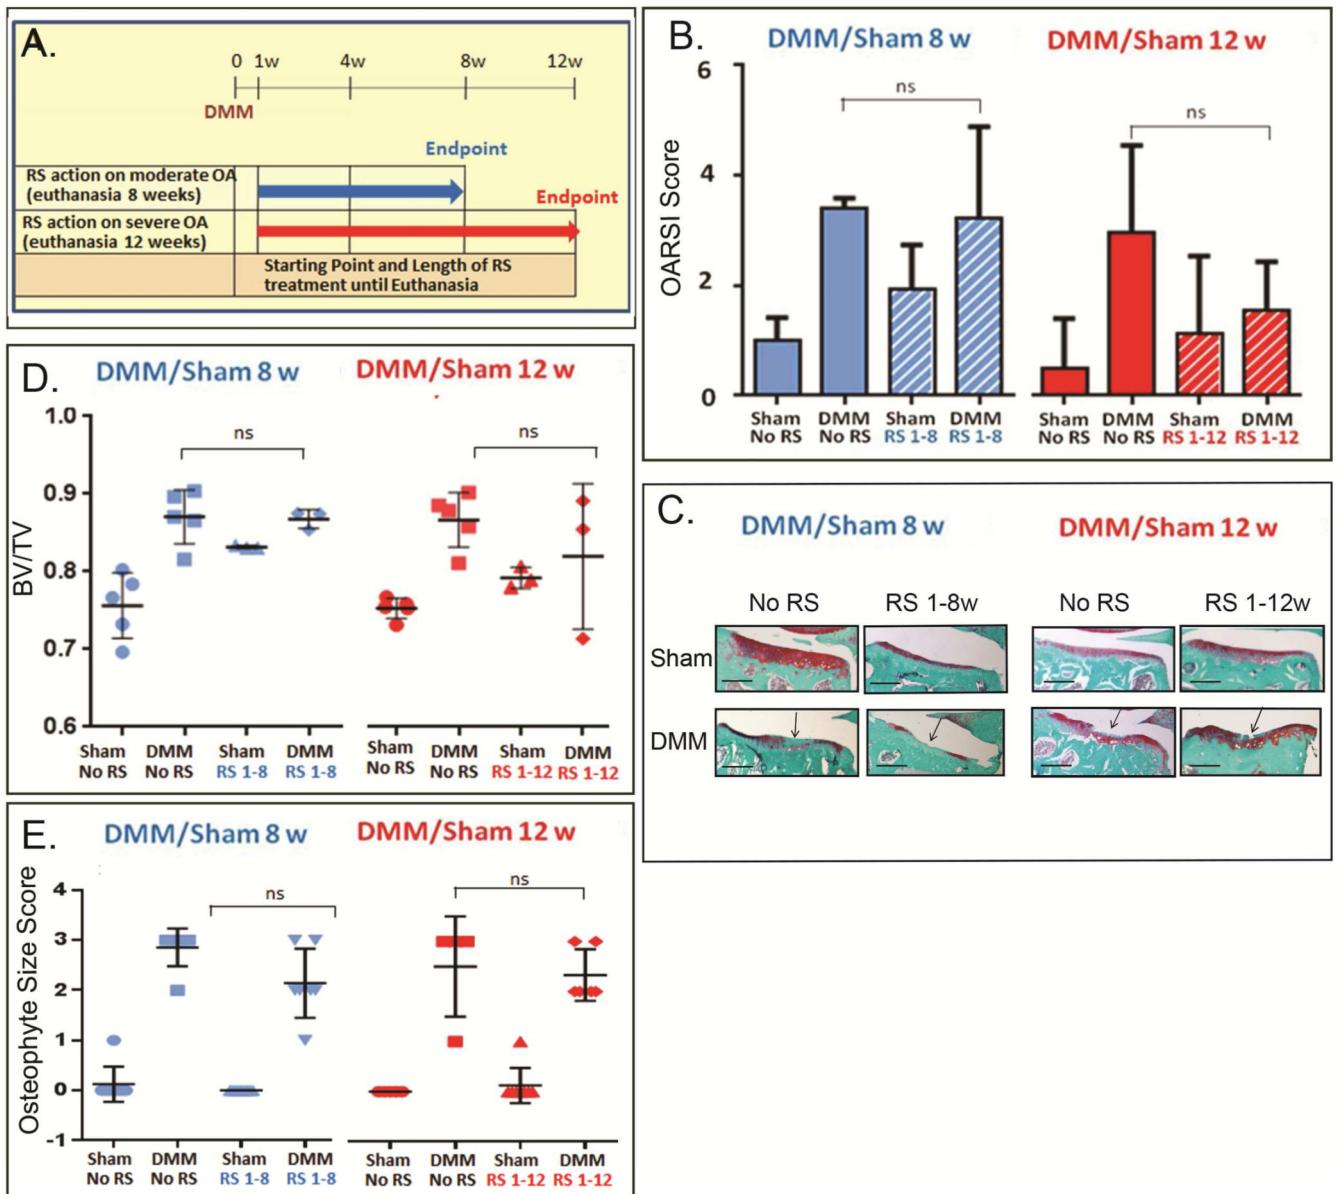 A.
0 1w 4w 8w 12w
DMM
Endpoint
RS action on moderate OA
(euthanasia 8 weeks)
Endpoint
RS action on severe OA
(euthanasia 12 weeks)
Starting Point and Length of RS
treatment until Euthanasia
B.
DMM/Sham 8 w DMM/Sham 12 w
OARSI Score
6
4
2
0
ns
ns
Sham DMM Sham DMM Sham DMM Sham DMM
No RS No RS RS 1-8 RS 1-8 No RS No RS RS 1-12 RS 1-12
C.
DMM/Sham 8 w DMM/Sham 12 w
No RS RS 1-8w No RS RS 1-12w
Sham
DMM
D.
DMM/Sham 8 w DMM/Sham 12 w
BV/TV
1.0
0.9
0.8
0.7
0.6
ns
ns
Sham DMM Sham DMM Sham DMM Sham DMM
No RS No RS RS 1-8 RS 1-8 No RS No RS RS 1-12 RS 1-12
E.
DMM/Sham 8 w DMM/Sham 12 w
Osteophyte Size Score
4
3
2
1
0
-1
ns
ns
Sham DMM Sham DMM Sham DMM Sham DMM
No RS No RS RS 1-8 RS 1-8 No RS No RS RS 1-12 RS 1-12